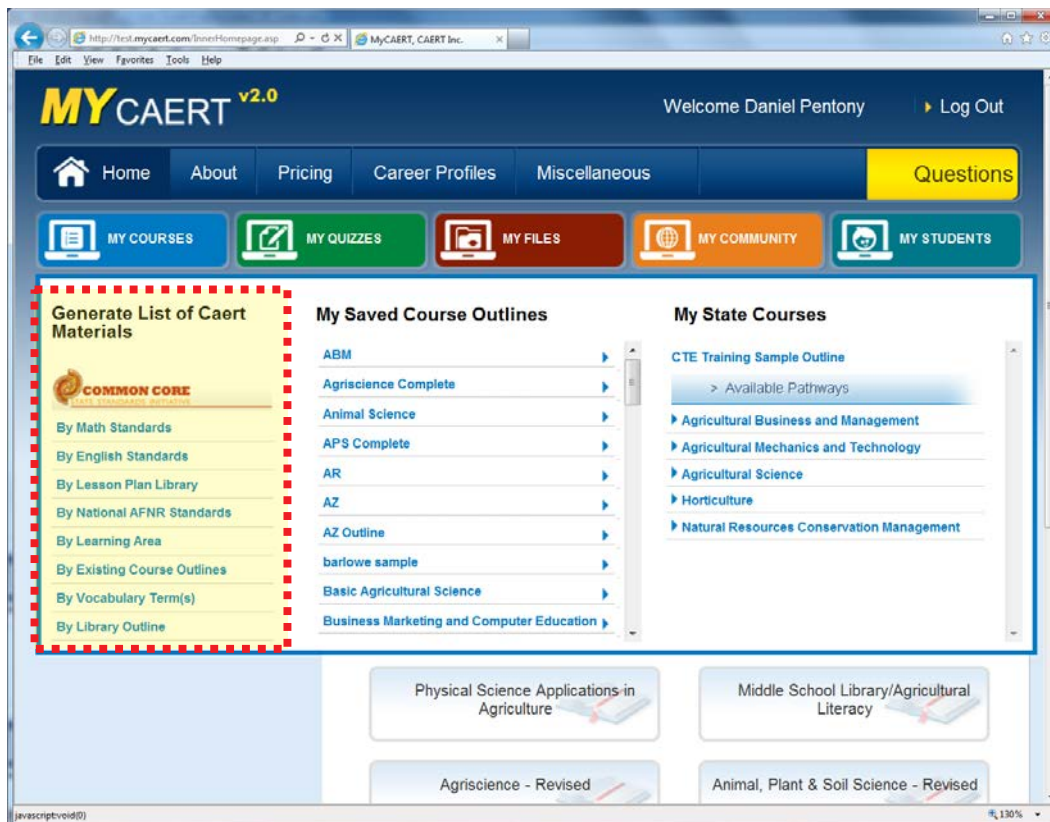 http://test.mycaert.com/InnerHomepage.asp
MyCAERT, CAERT Inc.
File Edit View Favorites Tools Help
MYCAERT v2.0
Welcome Daniel Pentony
Log Out
Home About Pricing Career Profiles Miscellaneous Questions
MY COURSES MY QUIZZES MY FILES MY COMMUNITY MY STUDENTS
Generate List of Caert
Materials
COMMON CORE
STATE STANDARDS INITIATIVE
By Math Standards
By English Standards
By Lesson Plan Library
By National AFNR Standards
By Learning Area
By Existing Course Outlines
By Vocabulary Term(s)
By Library Outline
My Saved Course Outlines
ABM
Agriscience Complete
Animal Science
APS Complete
AR
AZ
AZ Outline
barlowe sample
Basic Agricultural Science
Business Marketing and Computer Education
My State Courses
CTE Training Sample Outline
> Available Pathways
Agricultural Business and Management
Agricultural Mechanics and Technology
Agricultural Science
Horticulture
Natural Resources Conservation Management
Physical Science Applications in
Agriculture
Middle School Library/Agricultural
Literacy
Agriscience - Revised
Animal, Plant & Soil Science - Revised
javascript:void(0)
130%